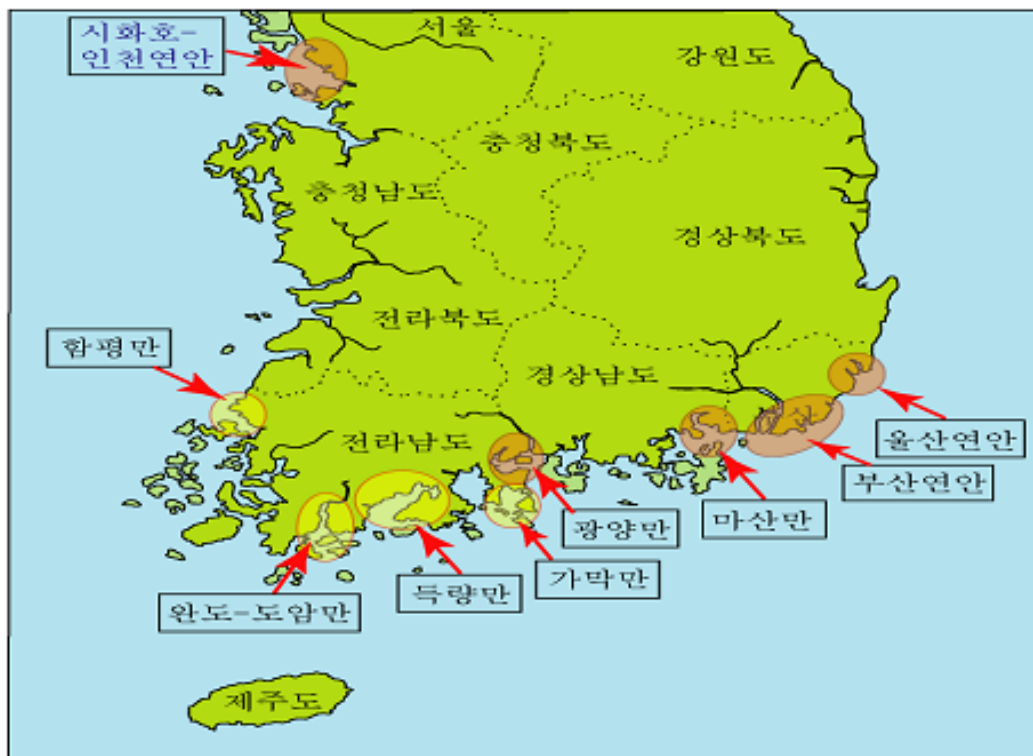 시화호-
인천연안
서울
강원도
충청북도
충청남도
경상북도
전라북도
함평만
경상남도
전라남도
울산연안
부산연안
마산만
광양만
가막만
득량만
완도-도암만
제주도